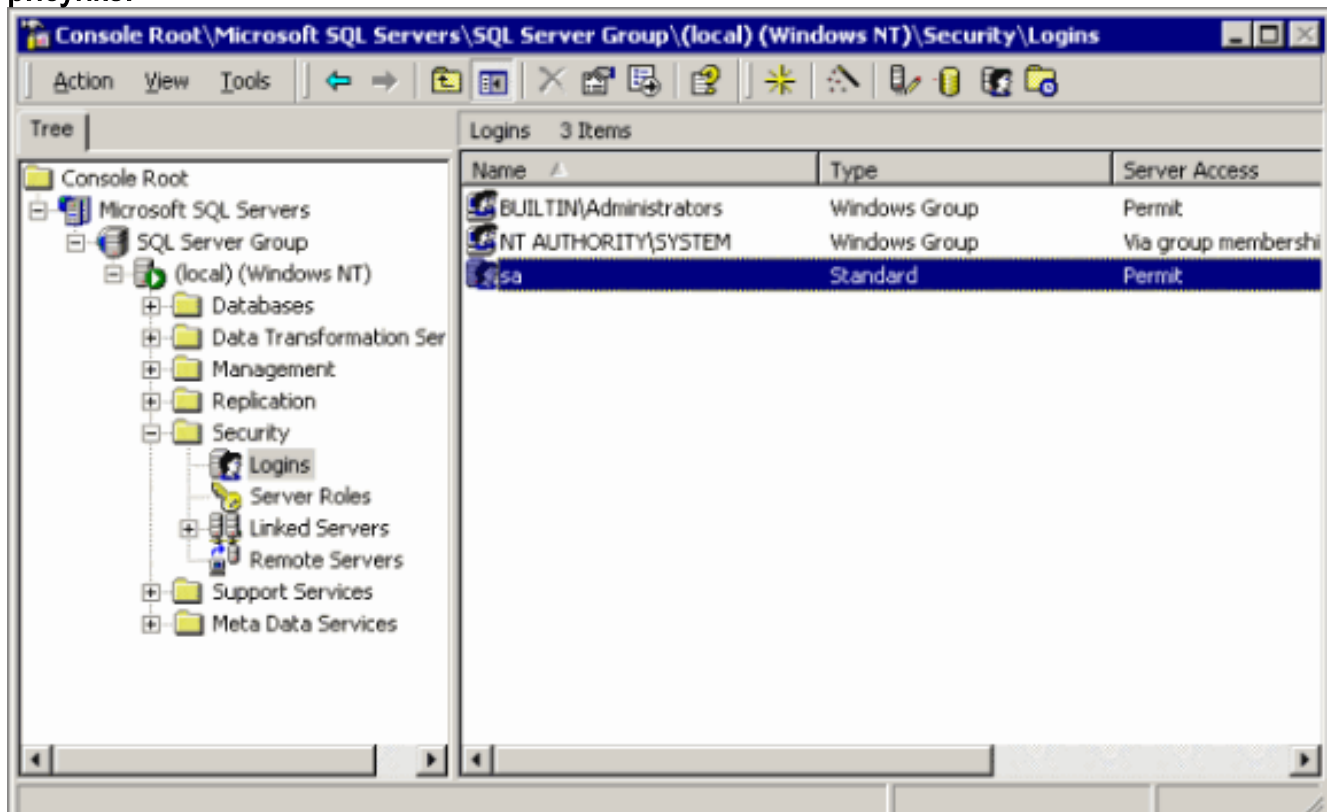 рисунке.
Console Root\Microsoft SQL Servers\SQL Server Group\(local) (Windows NT)\Security\Logins
Action View Tools
Tree
Logins 3 Items
Console Root
Microsoft SQL Servers
SQL Server Group
(local) (Windows NT)
Databases
Data Transformation Ser
Management
Replication
Security
Logins
Server Roles
Linked Servers
Remote Servers
Support Services
Meta Data Services
Name Type Server Access
BUILTIN\Administrators Windows Group Permit
NT AUTHORITY\SYSTEM Windows Group Via group membershi
sa Standard Permit